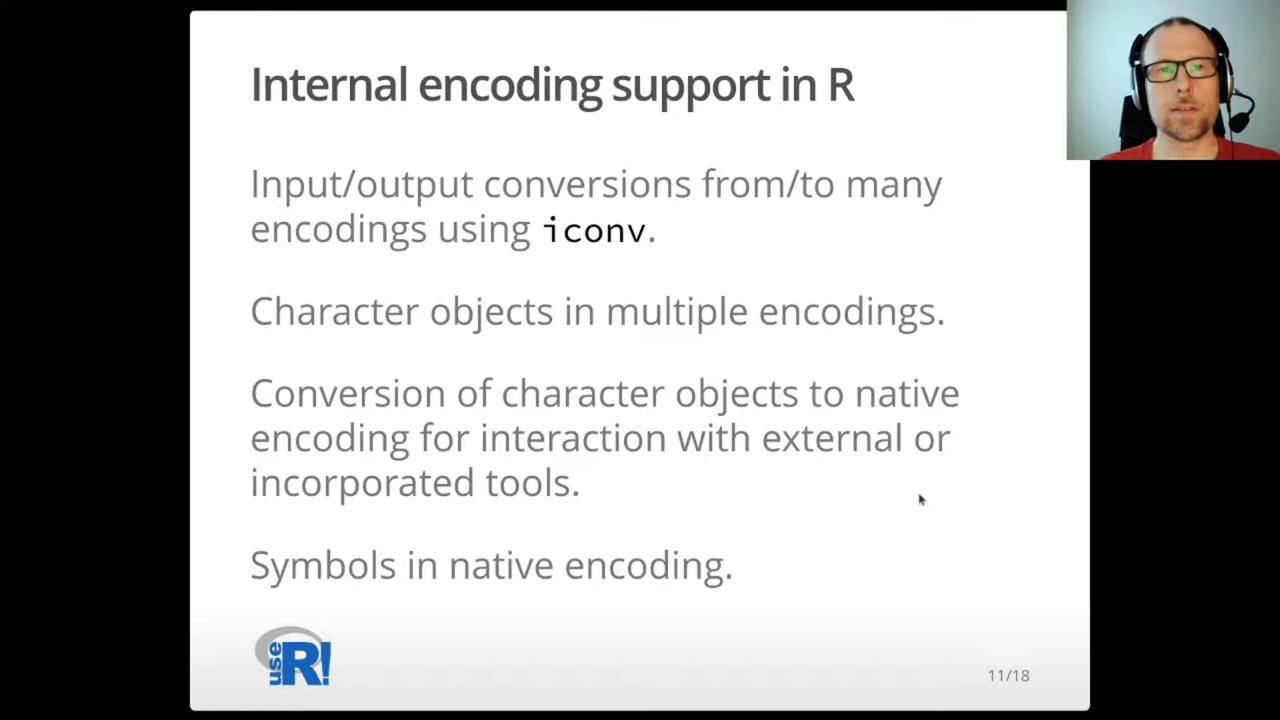 Internal encoding support in R
Input/output conversions from/to many
encodings using iconv.
Character objects in multiple encodings.
Conversion of character objects to native
encoding for interaction with external or
incorporated tools.
Symbols in native encoding.
use R!
11/18